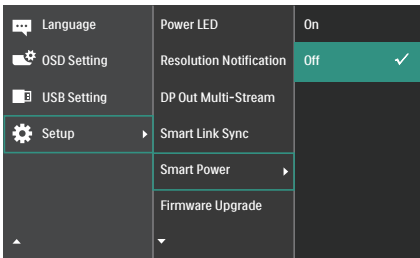 Language
OSD Setting
USB Setting
Setup
Power LED
Resolution Notification
DP Out Multi-Stream
Smart Link Sync
Smart Power
Firmware Upgrade
On
Off